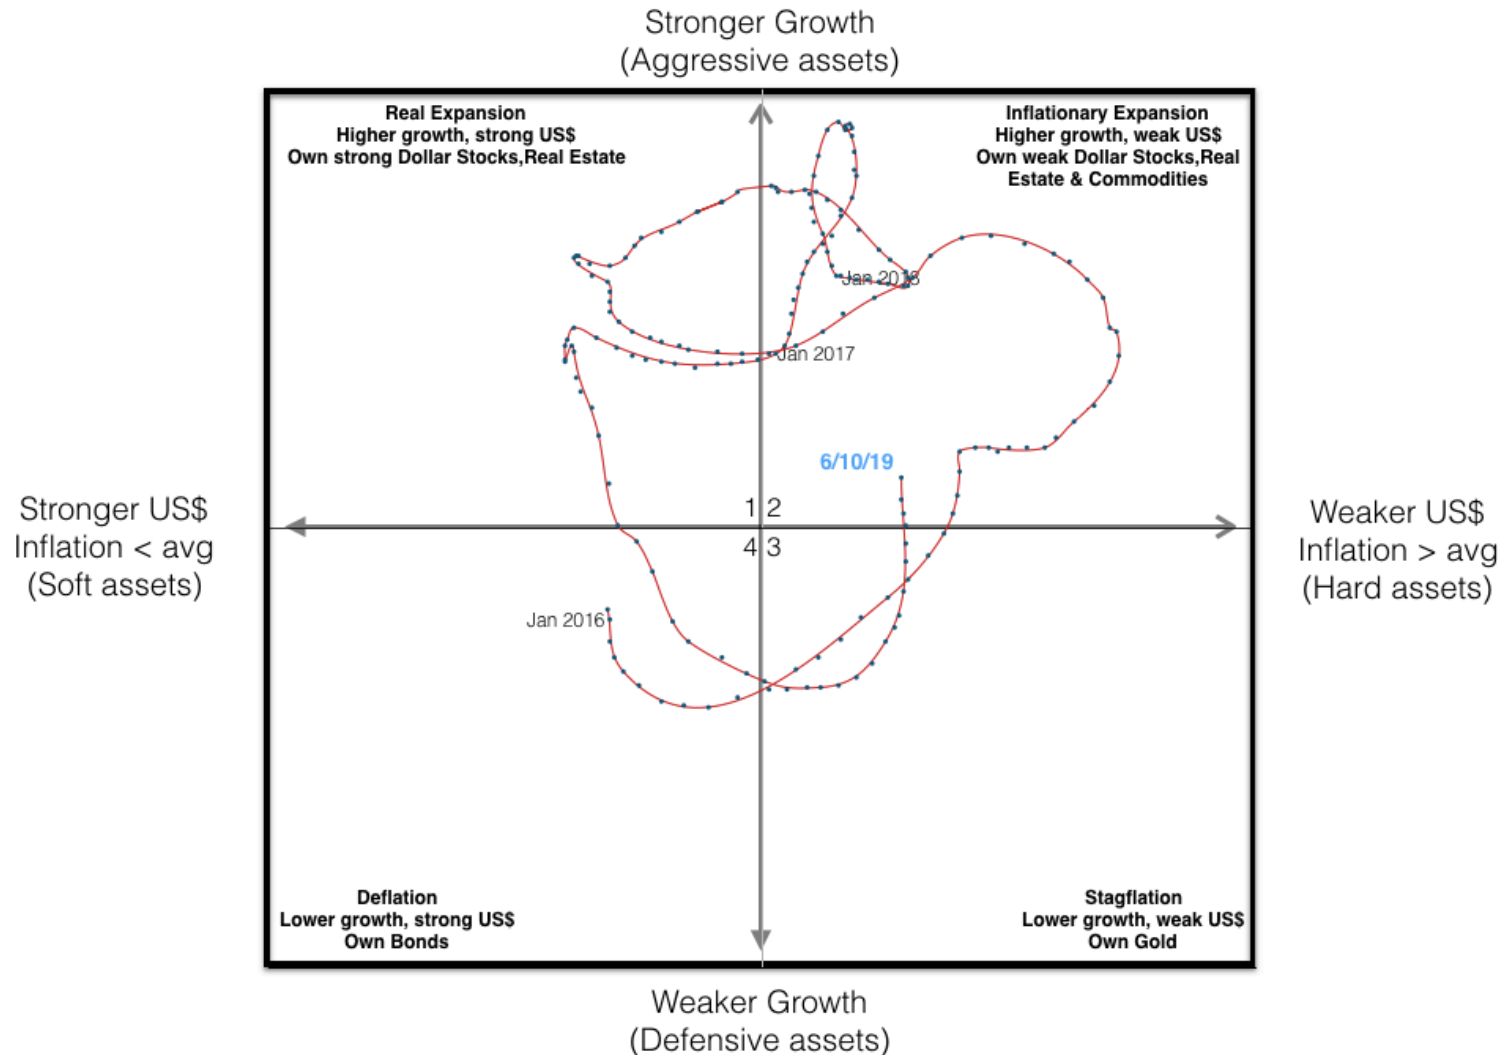 Stronger Growth
(Aggressive assets)
Real Expansion
Higher growth, strong US$
Own strong Dollar Stocks,Real Estate
Inflationary Expansion
Higher growth, weak US$
Own weak Dollar Stocks,Real
Estate & Commodities
Jan 2018
Jan 2017
6/10/19
Stronger US$
Inflation < avg
(Soft assets)
1 2
4 3
Weaker US$
Inflation > avg
(Hard assets)
Jan 2016
Deflation
Lower growth, strong US$
Own Bonds
Stagflation
Lower growth, weak US$
Own Gold
Weaker Growth
(Defensive assets)